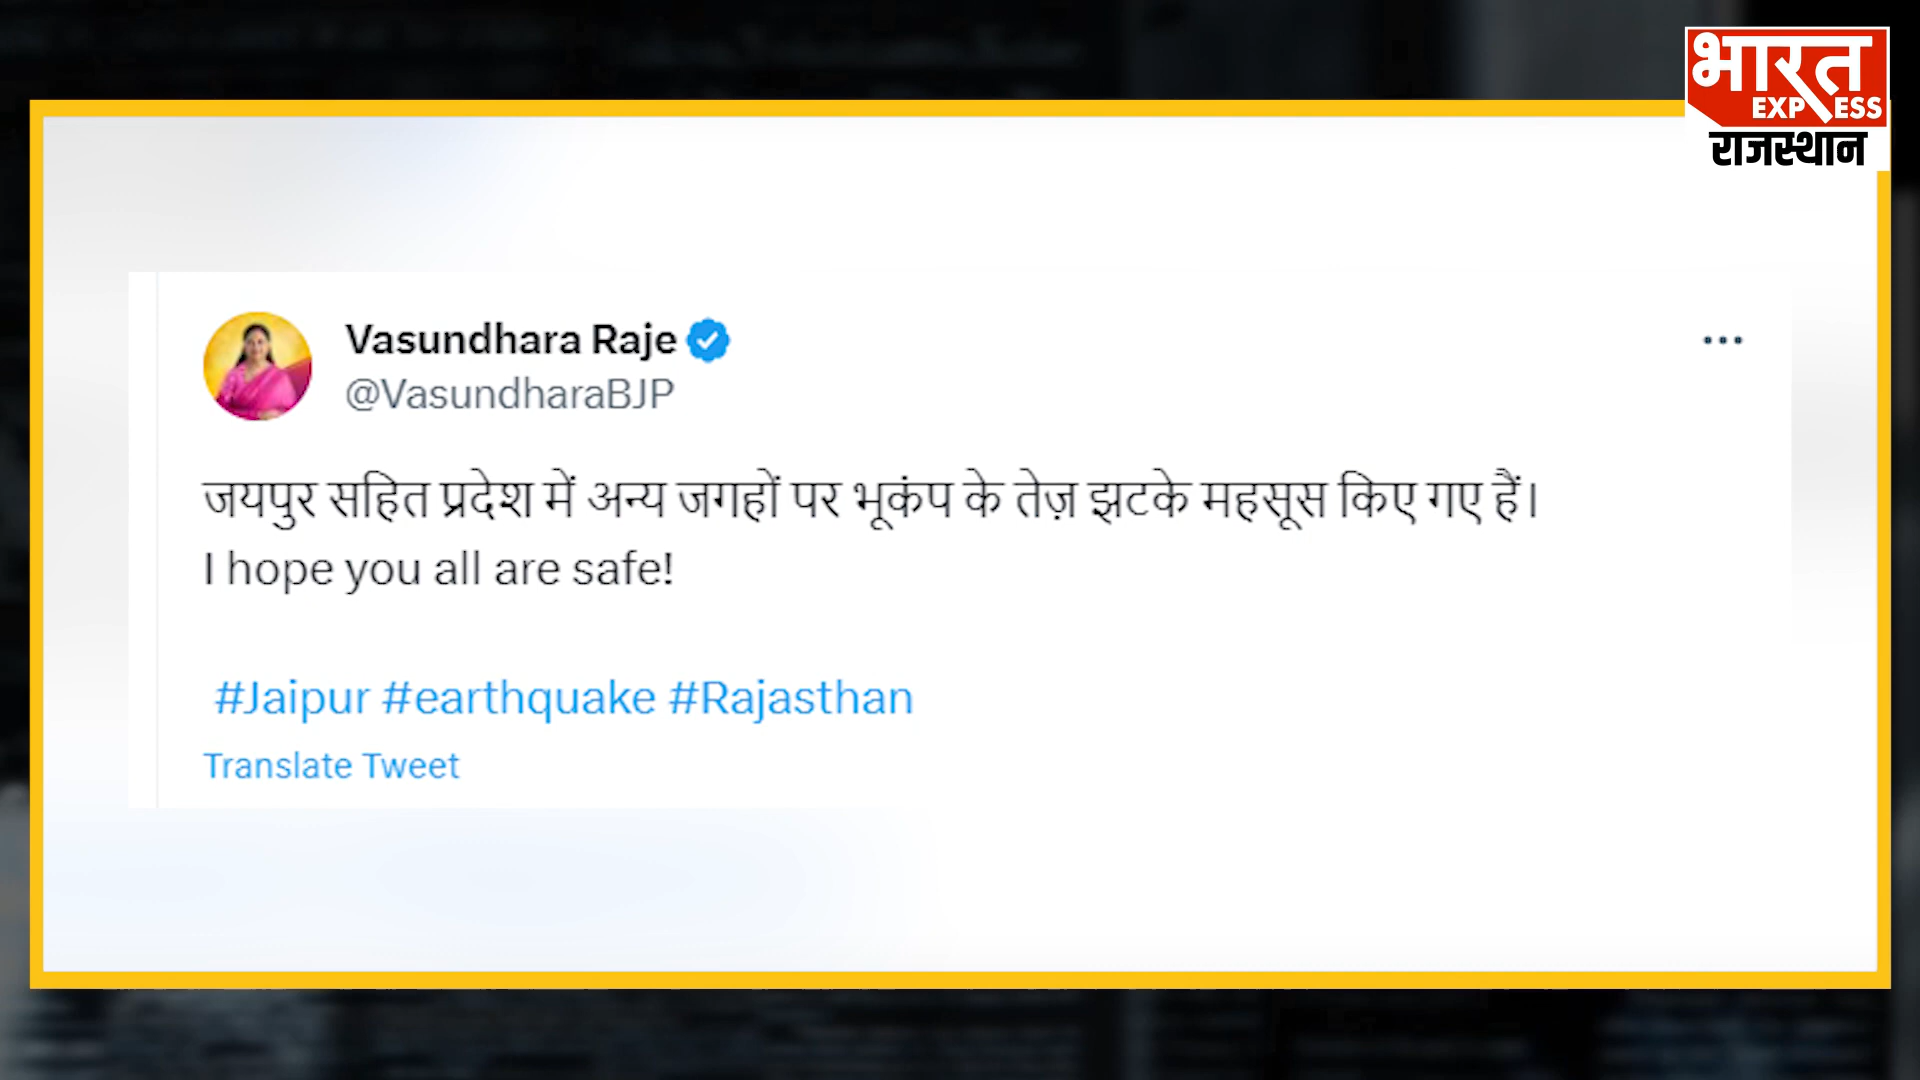 भारत
EXPRESS
राजस्थान
Vasundhara Raje
@VasundharaBJP
जयपुर सहित प्रदेश में अन्य जगहों पर भूकंप के तेज़ झटके महसूस किए गए हैं।
I hope you all are safe!
#Jaipur #earthquake #Rajasthan
Translate Tweet